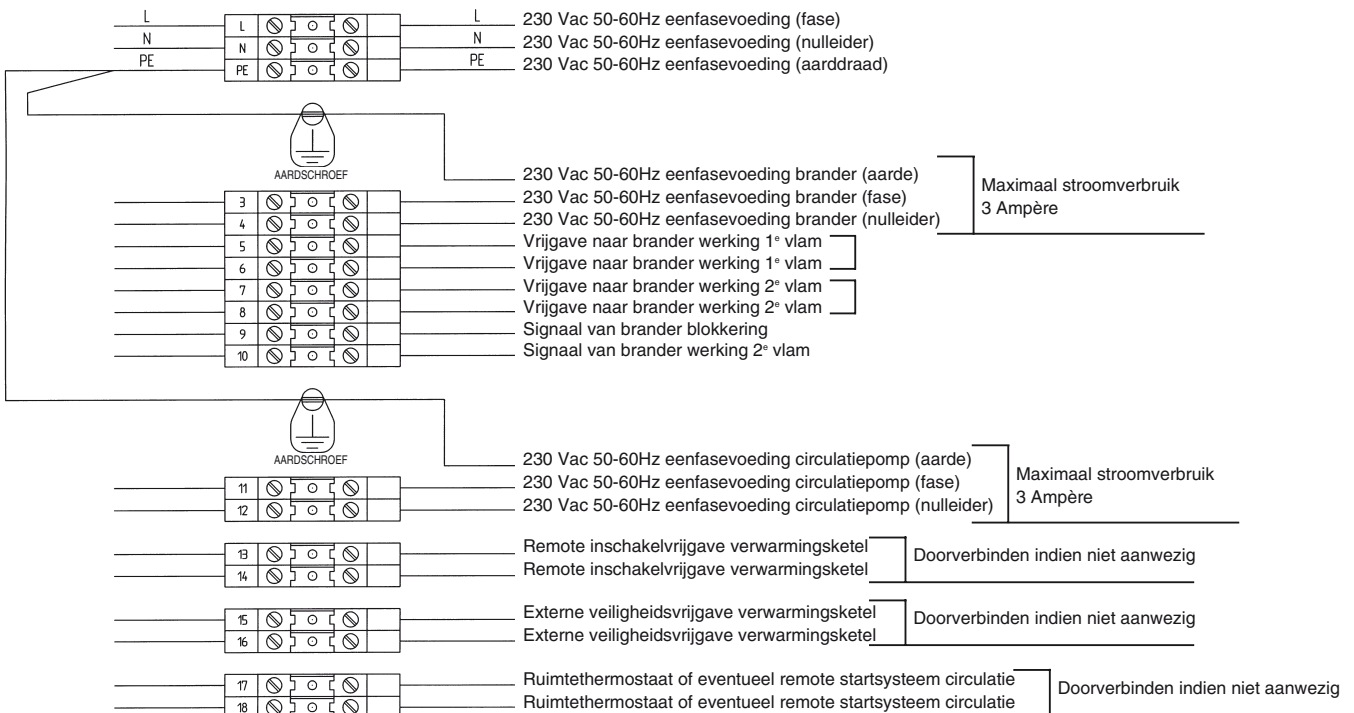 L L L 230 Vac 50-60Hz eenfasevoeding (fase)
N N N 230 Vac 50-60Hz eenfasevoeding (nulleider)
PE PE PE 230 Vac 50-60Hz eenfasevoeding (aarddraad)
AARDSCHROEF
230 Vac 50-60Hz eenfasevoeding brander (aarde)
3 230 Vac 50-60Hz eenfasevoeding brander (fase)
4 230 Vac 50-60Hz eenfasevoeding brander (nulleider)
Maximaal stroomverbruik
3 Ampère
5 Vrijgave naar brander werking 1e vlam
6 Vrijgave naar brander werking 1e vlam
7 Vrijgave naar brander werking 2e vlam
8 Vrijgave naar brander werking 2e vlam
9 Signaal van brander blokkering
10 Signaal van brander werking 2e vlam
AARDSCHROEF
230 Vac 50-60Hz eenfasevoeding circulatiepomp (aarde)
11 230 Vac 50-60Hz eenfasevoeding circulatiepomp (fase)
12 230 Vac 50-60Hz eenfasevoeding circulatiepomp (nulleider)
Maximaal stroomverbruik
3 Ampère
13 Remote inschakelvrijgave verwarmingsketel
14 Remote inschakelvrijgave verwarmingsketel
Doorverbinden indien niet aanwezig
15 Externe veiligheidsvrijgave verwarmingsketel
16 Externe veiligheidsvrijgave verwarmingsketel
Doorverbinden indien niet aanwezig
17 Ruimtethermostaat of eventueel remote startsysteem circulatie
18 Ruimtethermostaat of eventueel remote startsysteem circulatie
Doorverbinden indien niet aanwezig